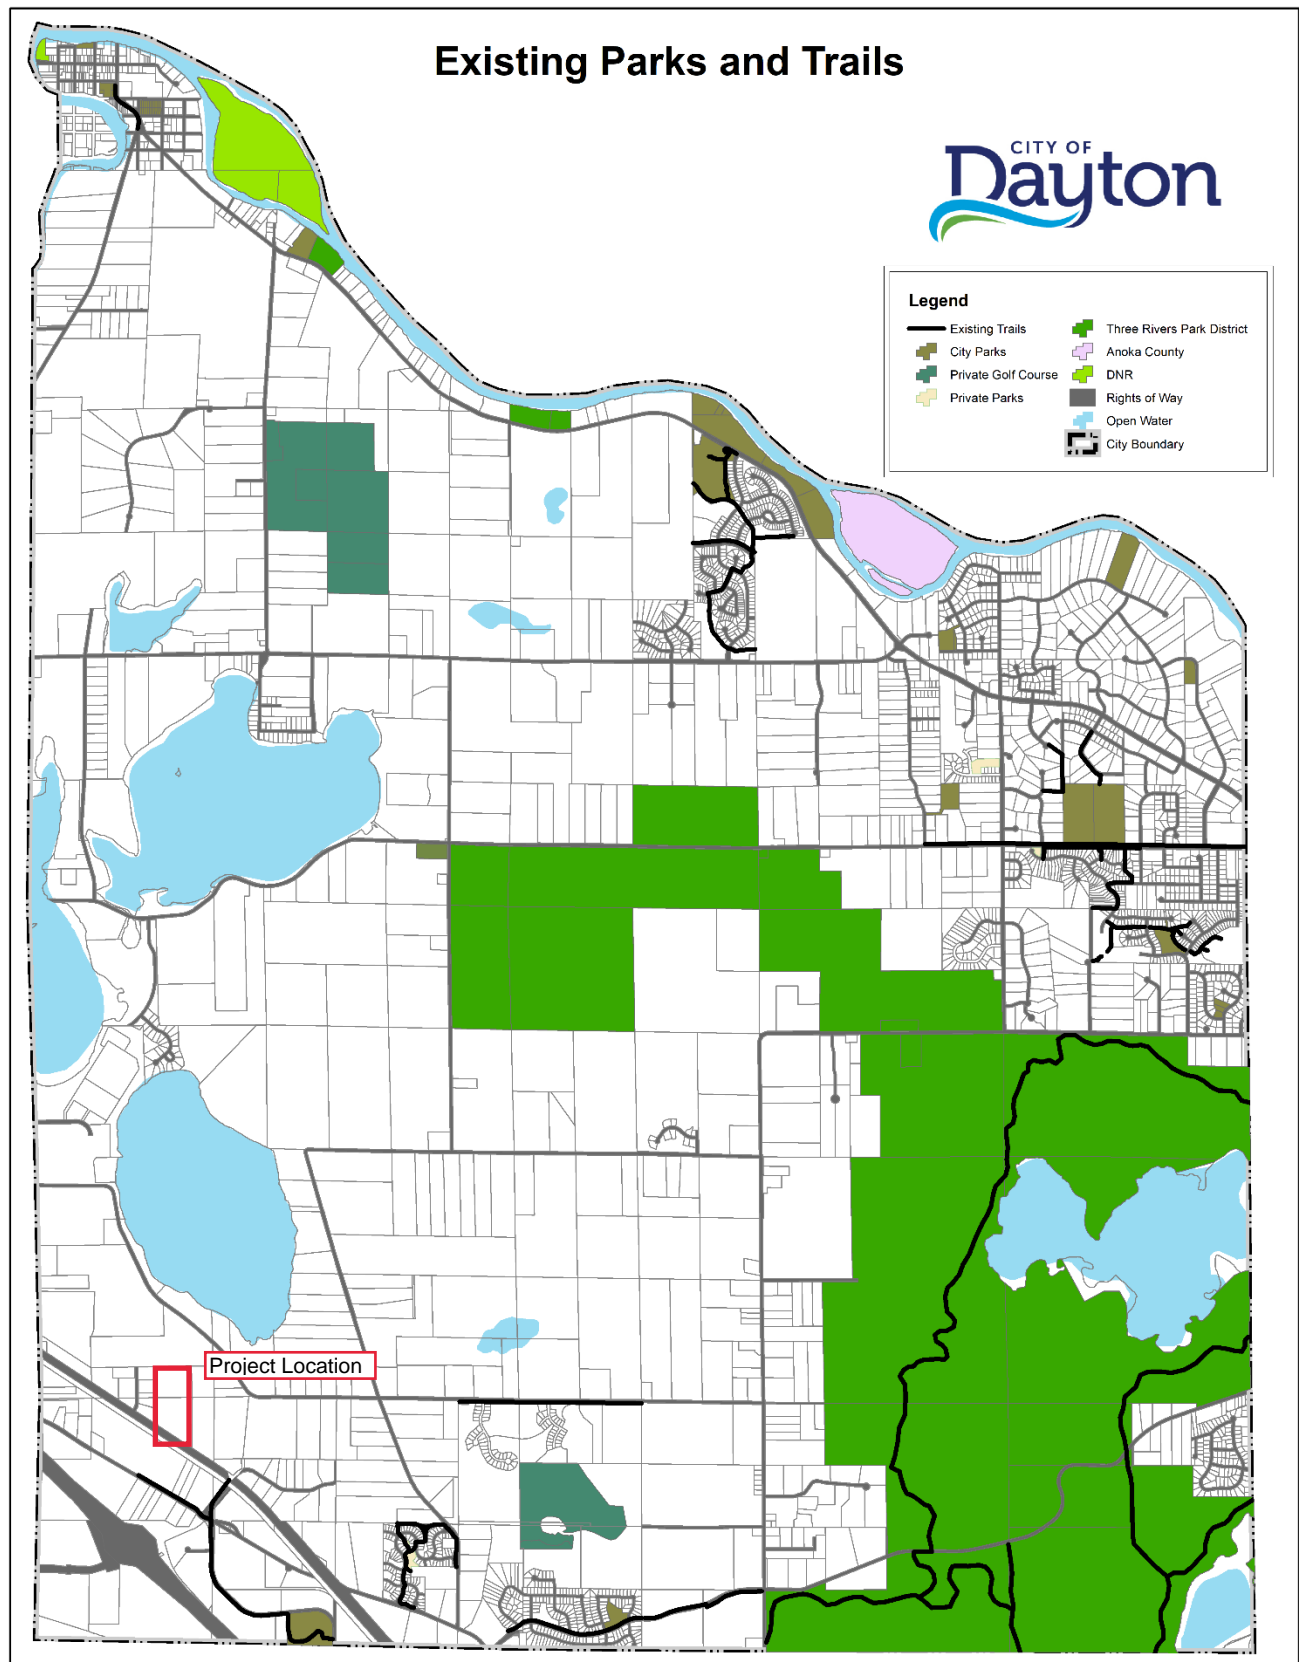 Existing Parks and Trails
CITY OF
Dayton
Legend
Existing Trails
City Parks
Private Golf Course
Private Parks
Three Rivers Park District
Anoka County
DNR
Rights of Way
Open Water
City Boundary
Project Location